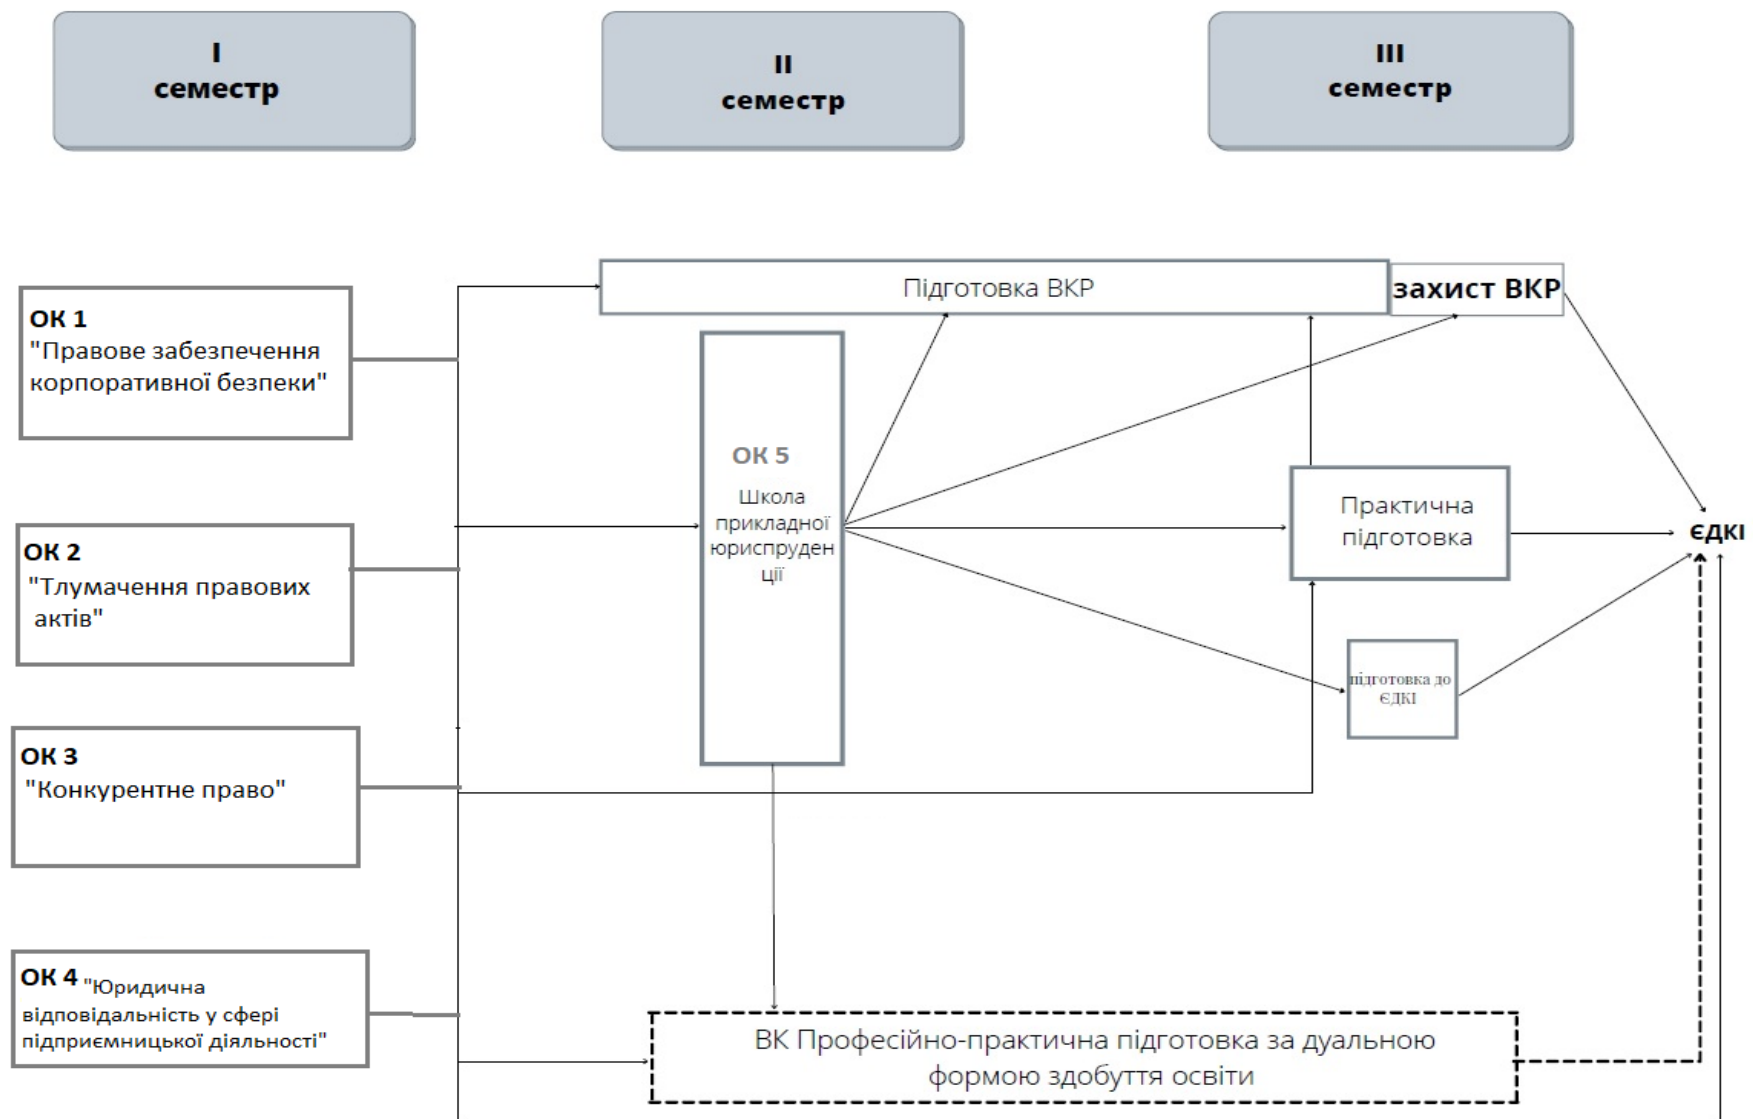 I
семестр
II
семестр
III
семестр
Підготовка ВКР
захист ВКР
ОК 1
"Правове забезпечення
корпоративної безпеки"
ОК 5
Школа
прикладної
юриспруден
ції
Практична
підготовка
ЄДКІ
ОК 2
"Тлумачення правових
актів"
підготовка до
ЄДКІ
ОК 3
"Конкурентне право"
ОК 4 "Юридична
відповідальність у сфері
підприємницької діяльності"
ВК Професійно-практична підготовка за дуальною
формою здобуття освіти